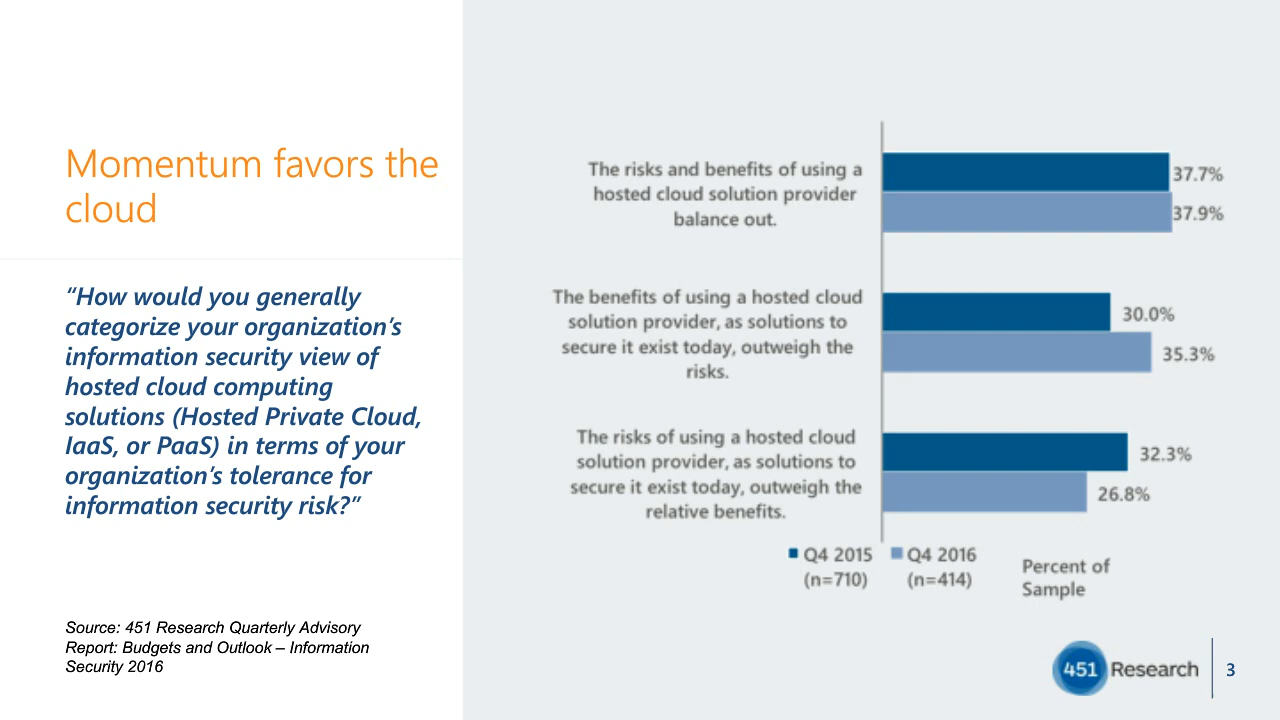 Momentum favors the
cloud
“How would you generally
categorize your organization’s
information security view of
hosted cloud computing
solutions (Hosted Private Cloud,
IaaS, or PaaS) in terms of your
organization’s tolerance for
information security risk?”
Source: 451 Research Quarterly Advisory
Report: Budgets and Outlook – Information
Security 2016
The risks and benefits of using a
hosted cloud solution provider
balance out.
37.7%
37.9%
The benefits of using a hosted cloud
solution provider, as solutions to
secure it exist today, outweigh the
risks.
30.0%
35.3%
The risks of using a hosted cloud
solution provider, as solutions to
secure it exist today, outweigh the
relative benefits.
32.3%
26.8%
Q4 2015
(n=710)
Q4 2016
(n=414)
Percent of
Sample
451 Research
3